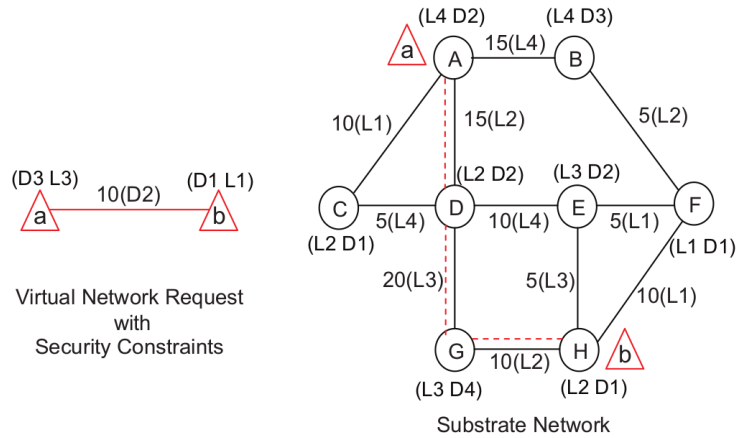 (L4 D2)
(L4 D3)
a
A
15(L4)
B
10(L1)
15(L2)
5(L2)
(D3 L3)
10(D2)
(D1 L1)
a
b
(L2 D2)
(L3 D2)
C
5(L4)
D
10(L4)
E
5(L1)
F
(L2 D1)
(L1 D1)
20(L3)
5(L3)
10(L1)
Virtual Network Request
with
Security Constraints
G
10(L2)
H
b
(L3 D4)
(L2 D1)
Substrate Network